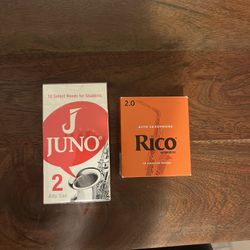 10 Select Reeds for Students
J
JUNO®
2
Alto Sax
2.0
ALTO SAXOPHONE
RICO